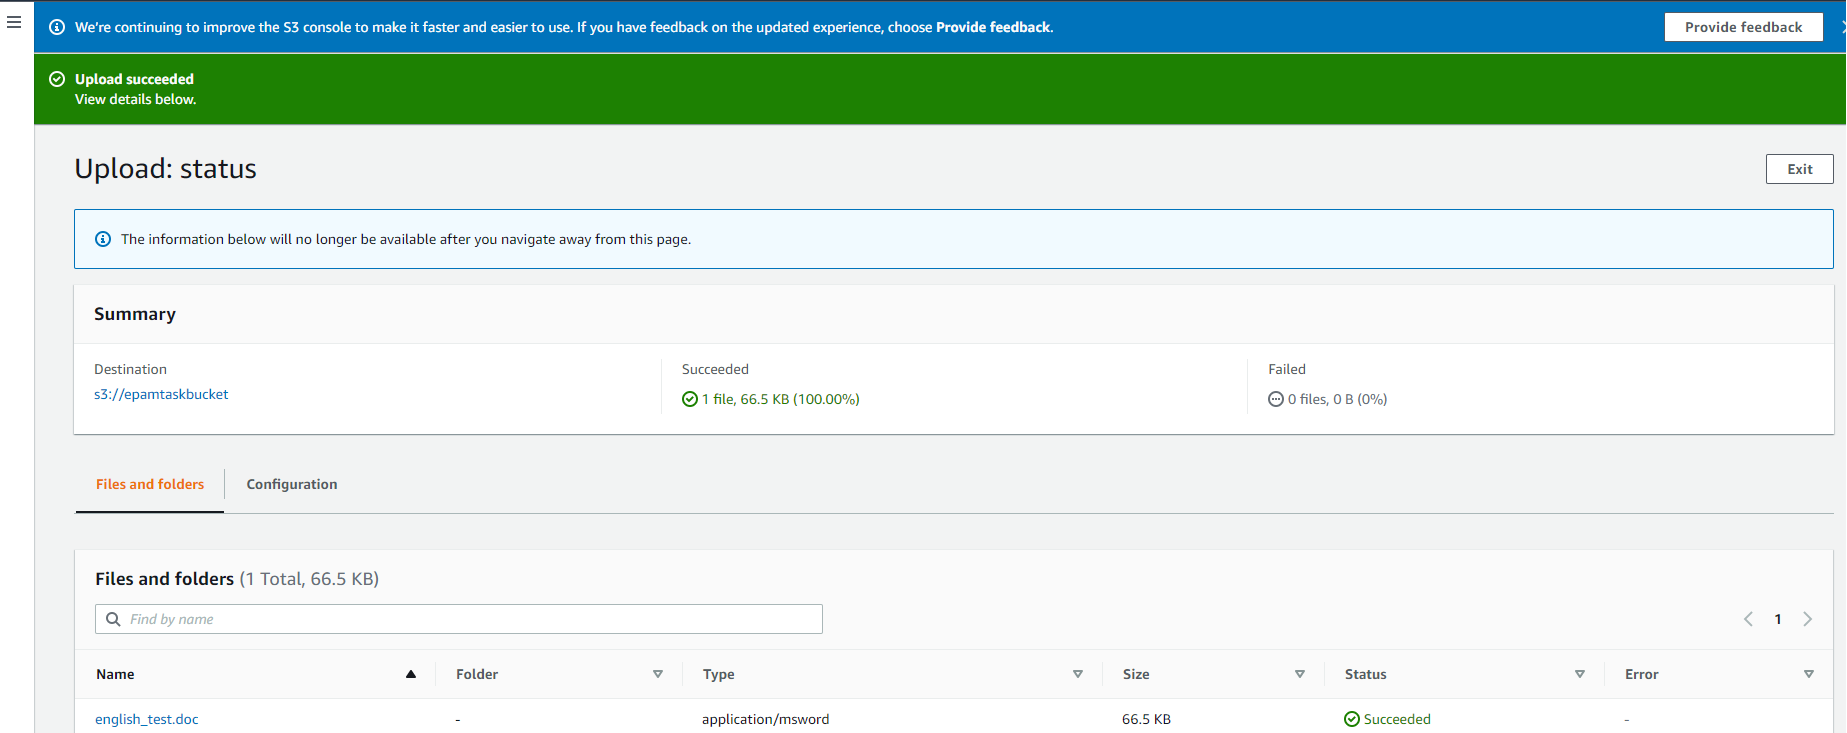 We're continuing to improve the S3 console to make it faster and easier to use. If you have feedback on the updated experience, choose Provide feedback.
Provide feedback
Upload succeeded
View details below.
Upload: status
Exit
The information below will no longer be available after you navigate away from this page.
Summary
Destination
s3://epamtaskbucket
Succeeded
1 file, 66.5 KB (100.00%)
Failed
0 files, 0 B (0%)
Files and folders
Configuration
Files and folders (1 Total, 66.5 KB)
Find by name
1
Name Folder Type Size Status Error
english_test.doc - application/msword 66.5 KB Succeeded -